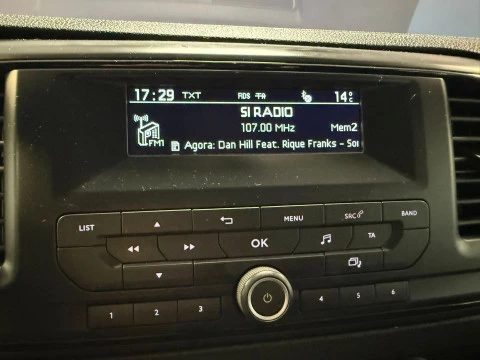 17:29 TXT RDS TA 14°C
SI RADIO
107.00 MHz Mem2
FM1
Agora: Dan Hill Feat. Rique Franks -
LIST MENU SRC BAND
OK TA
1 2 3 4 5 6